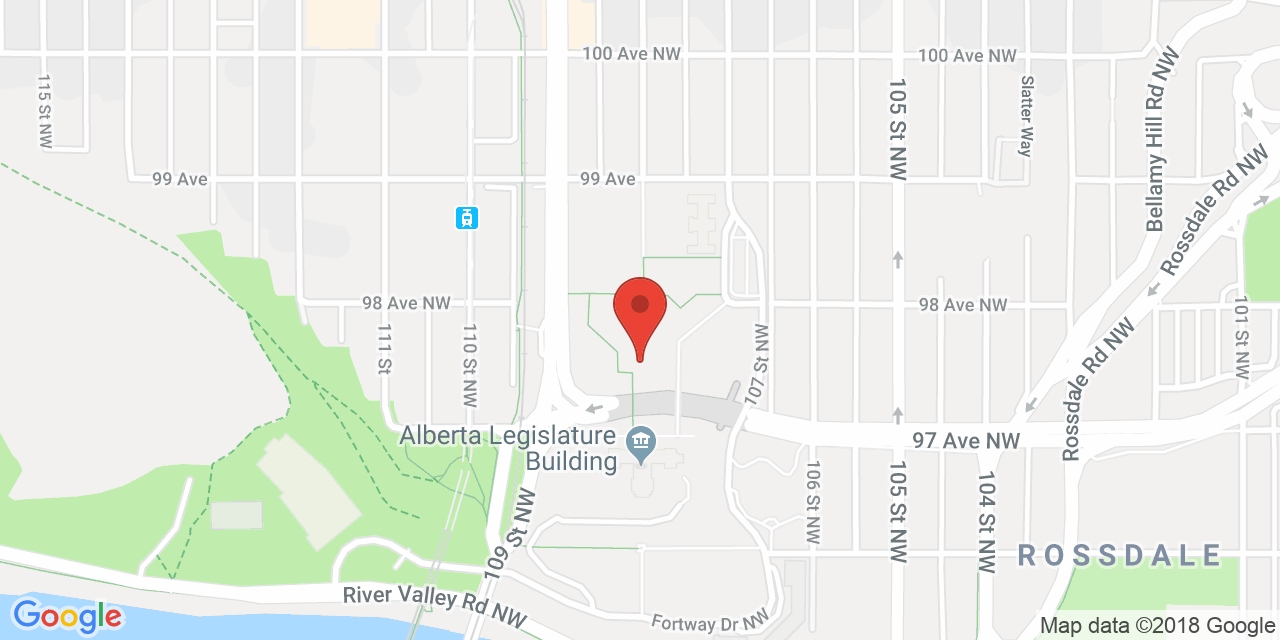 100 Ave NW
100 Ave NW
115 St NW
105 St NW
Slatter Way
Bellamy Hill Rd NW
99 Ave
99 Ave
Rossdale Rd NW
98 Ave NW
98 Ave NW
111 St
110 St NW
107 St NW
101 St NW
Rossdale Rd NW
Alberta Legislature
Building
97 Ave NW
109 St NW
106 St NW
105 St NW
104 St NW
ROSSDALE
River Valley Rd NW
Fortway Dr NW
Google
Map data ©2018 Google